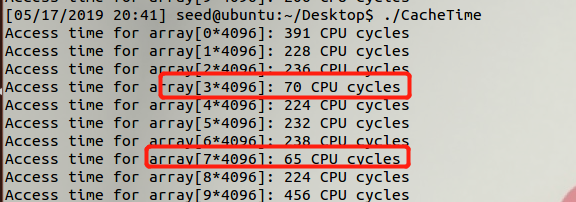 [05/17/2019 20:41] seed@ubuntu:~/Desktop$ ./CacheTime
Access time for array[0*4096]: 391 CPU cycles
Access time for array[1*4096]: 228 CPU cycles
Access time for array[2*4096]: 236 CPU cycles
Access time for array[3*4096]: 70 CPU cycles
Access time for array[4*4096]: 224 CPU cycles
Access time for array[5*4096]: 232 CPU cycles
Access time for array[6*4096]: 238 CPU cycles
Access time for array[7*4096]: 65 CPU cycles
Access time for array[8*4096]: 224 CPU cycles
Access time for array[9*4096]: 456 CPU cycles